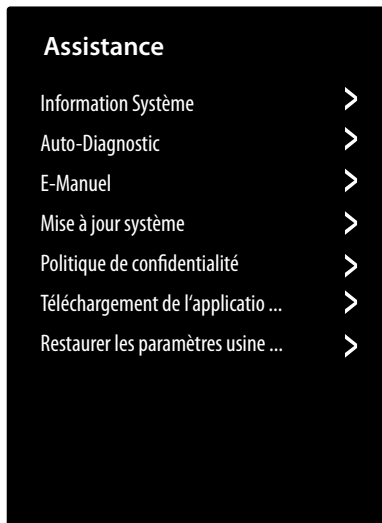 Assistance
Information Système
Auto-Diagnostic
E-Manuel
Mise à jour système
Politique de confidentialité
Téléchargement de l‘applicatio ...
Restaurer les paramètres usine ...